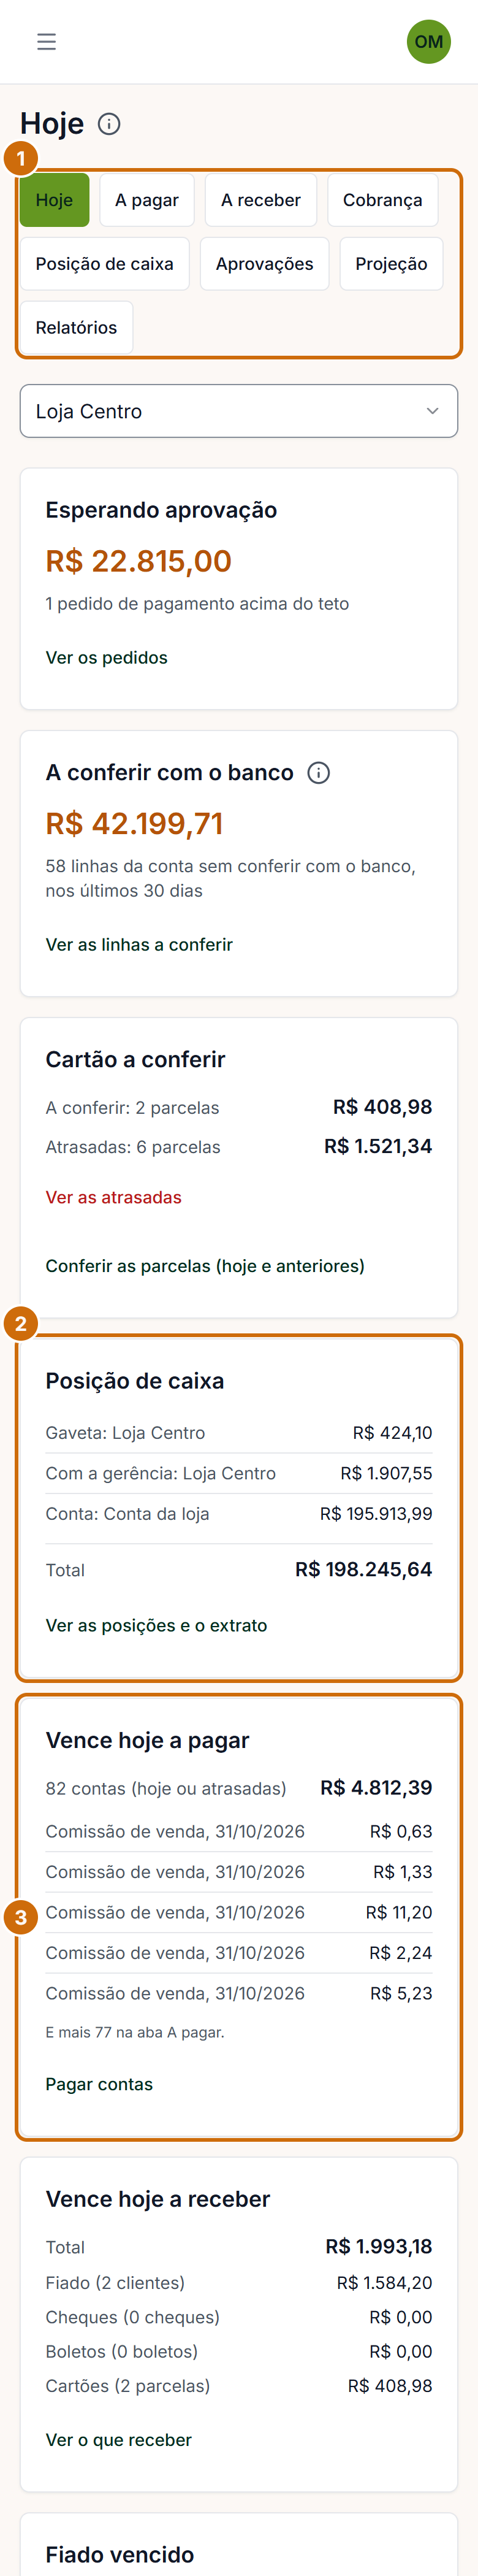 OM
Hoje
1
Hoje A pagar A receber Cobrança
Posição de caixa Aprovações Projeção
Relatórios
Loja Centro
Esperando aprovação
R$ 22.815,00
1 pedido de pagamento acima do teto
Ver os pedidos
A conferir com o banco
R$ 42.199,71
58 linhas da conta sem conferir com o banco,
nos últimos 30 dias
Ver as linhas a conferir
Cartão a conferir
A conferir: 2 parcelas R$ 408,98
Atrasadas: 6 parcelas R$ 1.521,34
Ver as atrasadas
Conferir as parcelas (hoje e anteriores)
2
Posição de caixa
Gaveta: Loja Centro R$ 424,10
Com a gerência: Loja Centro R$ 1.907,55
Conta: Conta da loja R$ 195.913,99
Total R$ 198.245,64
Ver as posições e o extrato
Vence hoje a pagar
82 contas (hoje ou atrasadas) R$ 4.812,39
Comissão de venda, 31/10/2026 R$ 0,63
Comissão de venda, 31/10/2026 R$ 1,33
3 Comissão de venda, 31/10/2026 R$ 11,20
Comissão de venda, 31/10/2026 R$ 2,24
Comissão de venda, 31/10/2026 R$ 5,23
E mais 77 na aba A pagar.
Pagar contas
Vence hoje a receber
Total R$ 1.993,18
Fiado (2 clientes) R$ 1.584,20
Cheques (0 cheques) R$ 0,00
Boletos (0 boletos) R$ 0,00
Cartões (2 parcelas) R$ 408,98
Ver o que receber
Fiado vencido